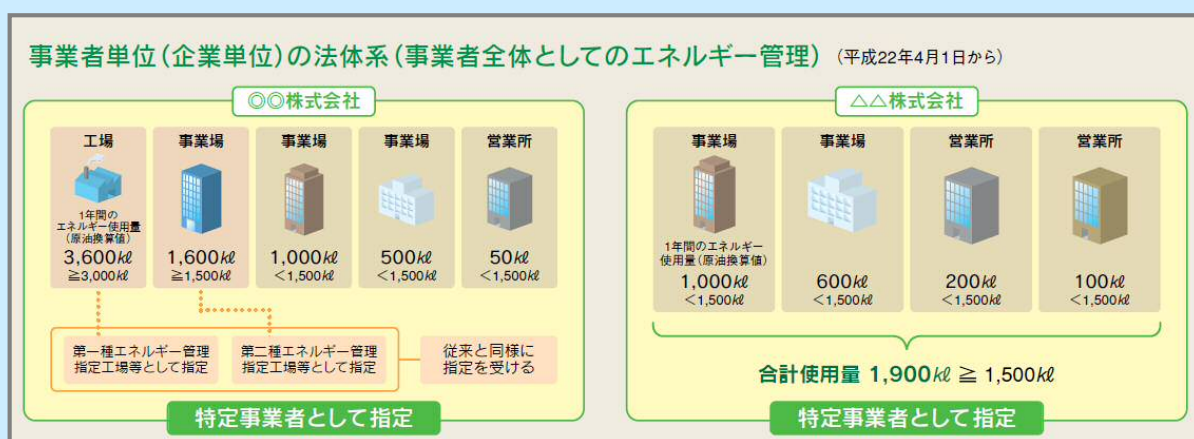 事業者単位(企業単位)の法体系(事業者全体としてのエネルギー管理) (平成22年4月1日から)
◎◎株式会社
工場
1年間の
エネルギー使用量
(原油換算値)
3,600㎘
≧3,000㎘
事業場
1,600㎘
≧1,500㎘
事業場
1,000㎘
<1,500㎘
事業場
500㎘
<1,500㎘
営業所
50㎘
<1,500㎘
第一種エネルギー管理
指定工場等として指定
第二種エネルギー管理
指定工場等として指定
従来と同様に
指定を受ける
特定事業者として指定
△△株式会社
事業場
1年間のエネルギー
使用量(原油換算値)
1,000㎘
<1,500㎘
事業場
600㎘
<1,500㎘
営業所
200㎘
<1,500㎘
営業所
100㎘
<1,500㎘
合計使用量 1,900㎘ ≧ 1,500㎘
特定事業者として指定